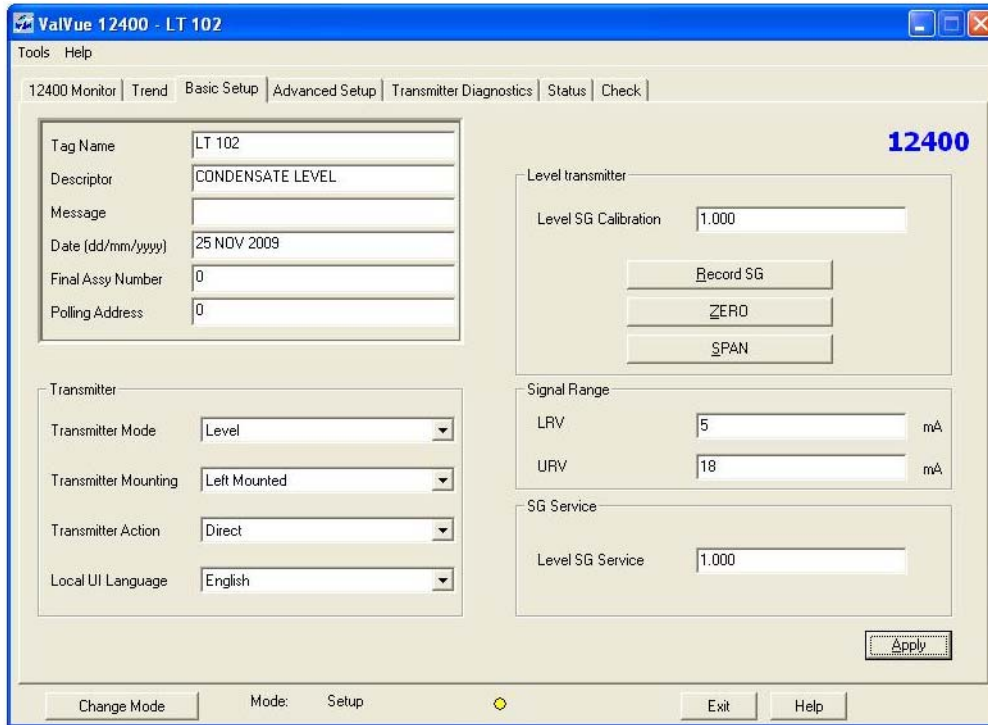 ValVue 12400 - LT 102
Tools Help
12400 Monitor Trend Basic Setup Advanced Setup Transmitter Diagnostics Status Check
12400
Tag Name LT 102
Descriptor CONDENSATE LEVEL
Message
Date (dd/mm/yyyy) 25 NOV 2009
Final Assy Number 0
Polling Address 0
Level transmitter
Level SG Calibration 1.000
Record SG
ZERO
SPAN
Transmitter
Transmitter Mode Level
Transmitter Mounting Left Mounted
Transmitter Action Direct
Local UI Language English
Signal Range
LRV 5 mA
URV 18 mA
SG Service
Level SG Service 1.000
Apply
Change Mode Mode: Setup Exit Help